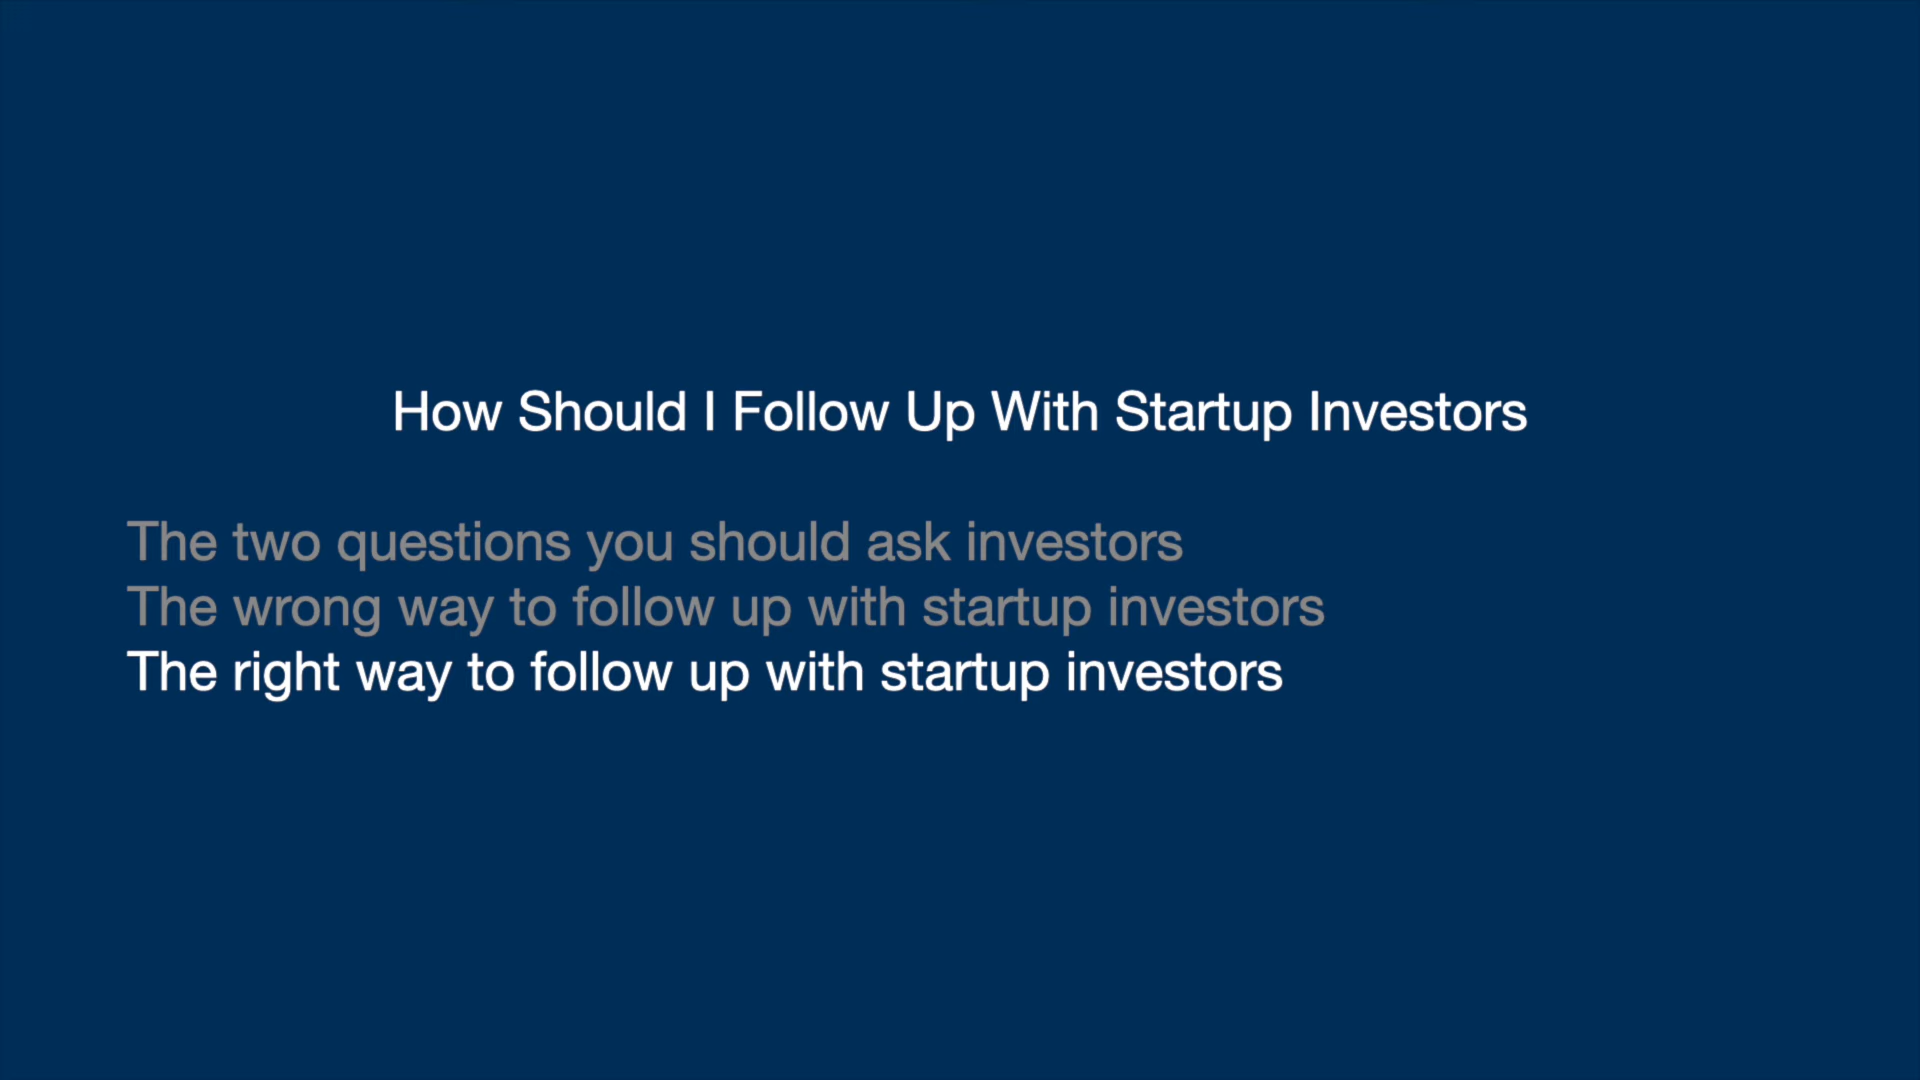 How Should I Follow Up With Startup Investors
The two questions you should ask investors
The wrong way to follow up with startup investors
The right way to follow up with startup investors